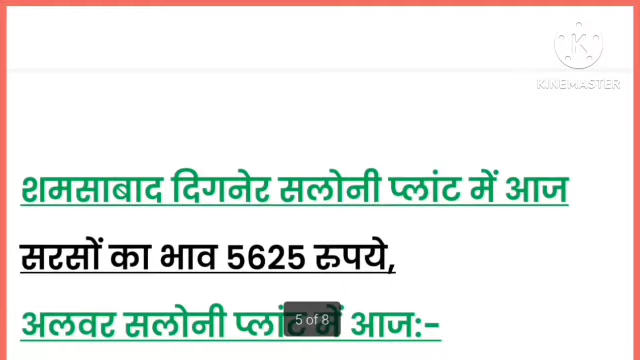 KINEMASTER
शमसाबाद दिगनेर सलोनी प्लांट में आज
सरसों का भाव 5625 रुपये,
अलवर सलोनी प्लांट में आज:-
5 of 8